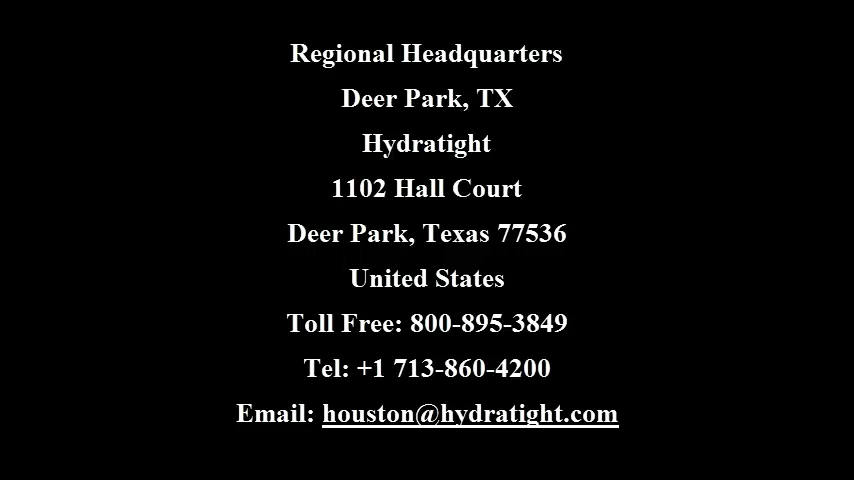 Regional Headquarters
Deer Park, TX
Hydratight
1102 Hall Court
Deer Park, Texas 77536
United States
Toll Free: 800-895-3849
Tel: +1 713-860-4200
Email: houston@hydratight.com